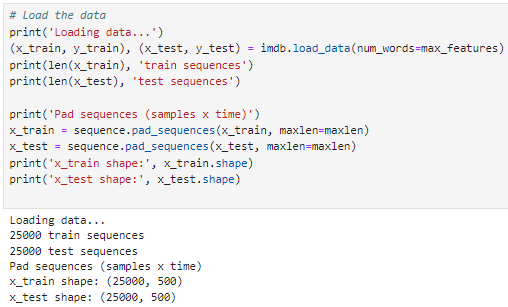 # Load the data
print('Loading data...')
(x_train, y_train), (x_test, y_test) = imdb.load_data(num_words=max_features)
print(len(x_train), 'train sequences')
print(len(x_test), 'test sequences')
print('Pad sequences (samples x time)')
x_train = sequence.pad_sequences(x_train, maxlen=maxlen)
x_test = sequence.pad_sequences(x_test, maxlen=maxlen)
print('x_train shape:', x_train.shape)
print('x_test shape:', x_test.shape)
Loading data...
25000 train sequences
25000 test sequences
Pad sequences (samples x time)
x_train shape: (25000, 500)
x_test shape: (25000, 500)